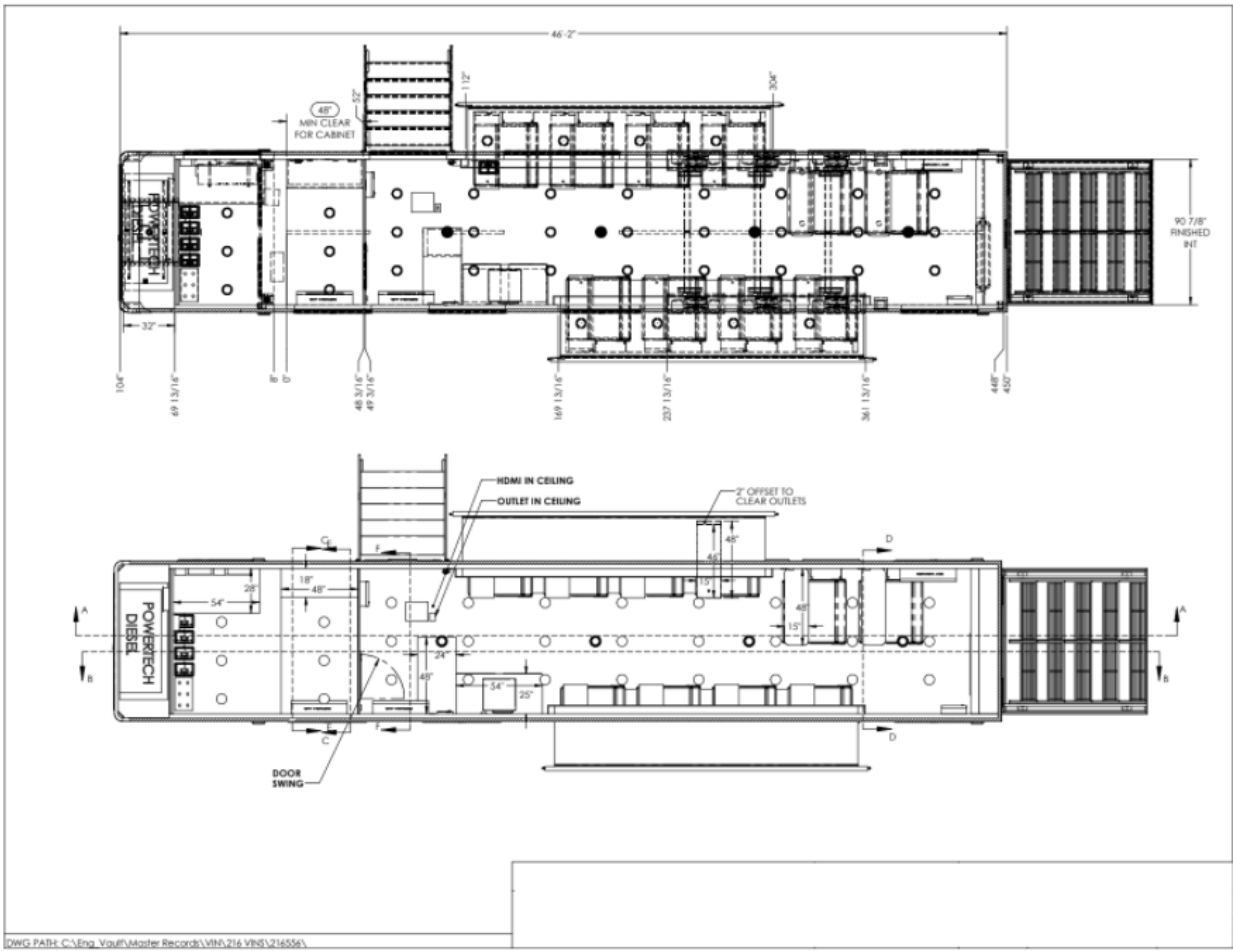 46'-2"
112"
304"
52"
48"
MIN CLEAR
FOR CABINET
POWERTECH
DIESEL
90 7/8"
FINISHED
INT
32"
104"
69 13/16"
8"
0"
48 3/16"
49 3/16"
169 13/16"
237 13/16"
361 13/16"
448"
450"
HDMI IN CEILING
OUTLET IN CEILING
2" OFFSET TO
CLEAR OUTLETS
C
E
F
D
18"
48"
46"
48"
15"
28"
54"
48"
15"
A
A
POWERTECH
DIESEL
24"
48"
54"
25"
B
B
E
C
F
D
DOOR
SWING
DWG PATH: C:\Eng_Vault\Master Records\VIN\216 VINS\216556\